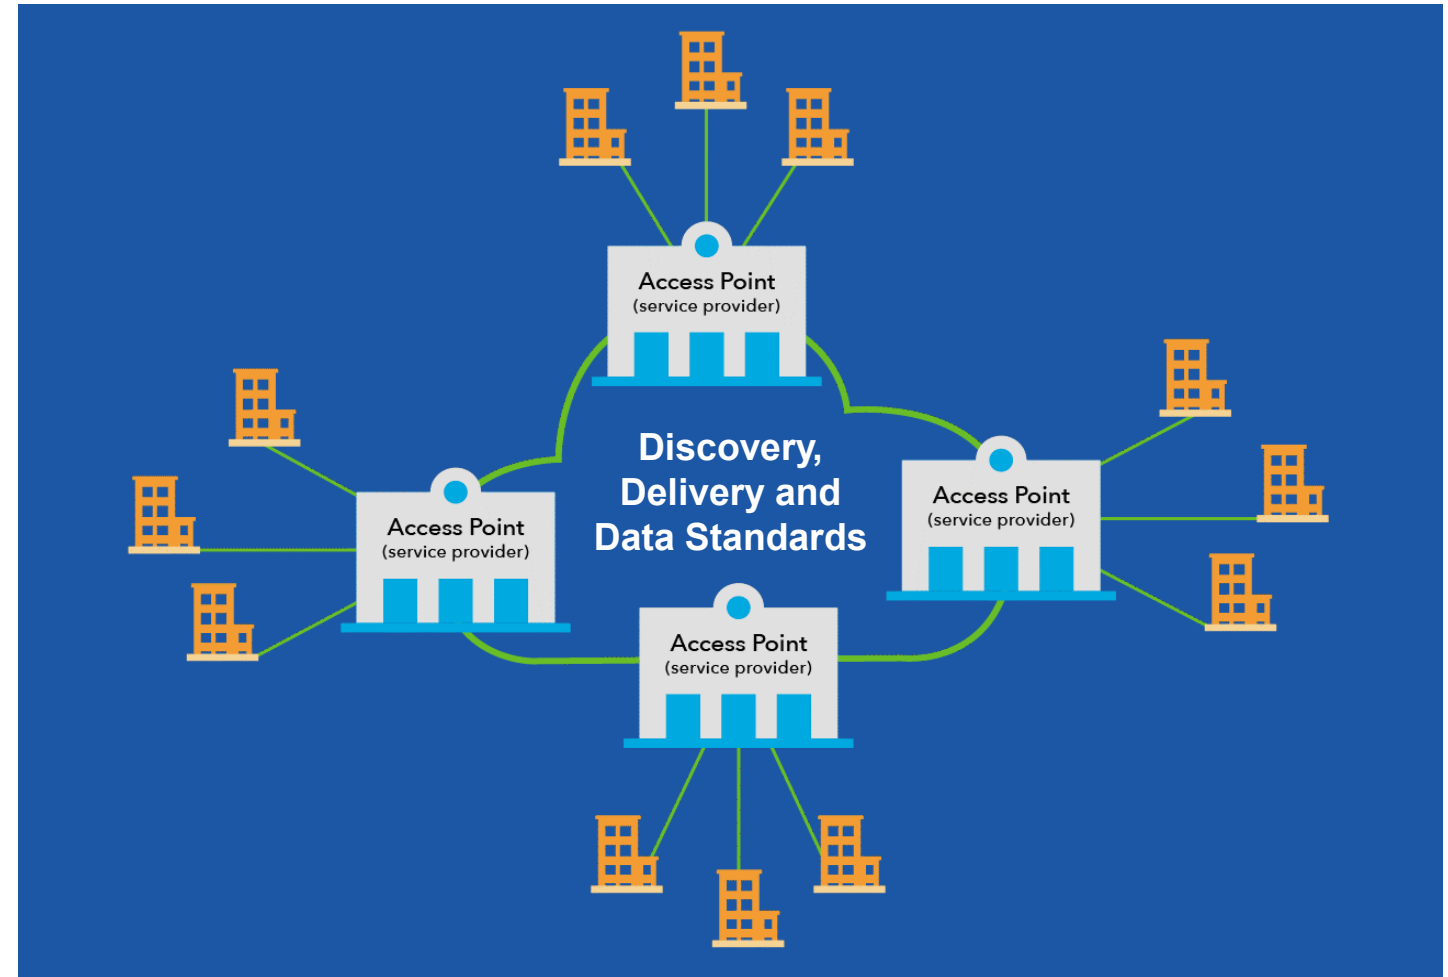 Access Point
(service provider)
Discovery,
Delivery and
Data Standards
Access Point
(service provider)
Access Point
(service provider)
Access Point
(service provider)